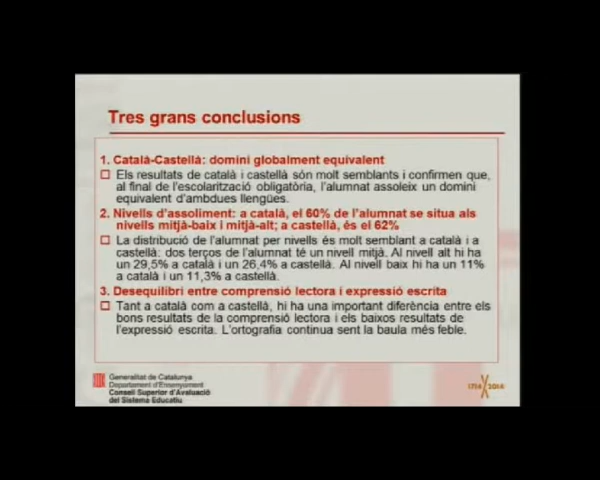 Tres grans conclusions
1. Català-Castellà: domini globalment equivalent
☐ Els resultats de català i castellà són molt semblants i confirmen que,
al final de l'escolarització obligatòria, l'alumnat assoleix un domini
equivalent d'ambdues llengües.
2. Nivells d'assoliment: a català, el 60% de l'alumnat se situa als
nivells mitjà-baix i mitjà-alt; a castellà, és el 62%
☐ La distribució de l'alumnat per nivells és molt semblant a català i a
castellà: dos terços de l'alumnat té un nivell mitjà. Al nivell alt hi ha
un 29,5% a català i un 26,4% a castellà. Al nivell baix hi ha un 11%
a català i un 11,3% a castellà.
3. Desequilibri entre comprensió lectora i expressió escrita
☐ Tant a català com a castellà, hi ha una important diferència entre els
bons resultats de la comprensió lectora i els baixos resultats de
l'expressió escrita. L'ortografia continua sent la baula més feble.
Generalitat de Catalunya
Departament d'Ensenyament
Consell Superior d'Avaluació
del Sistema Educatiu
1714 2014